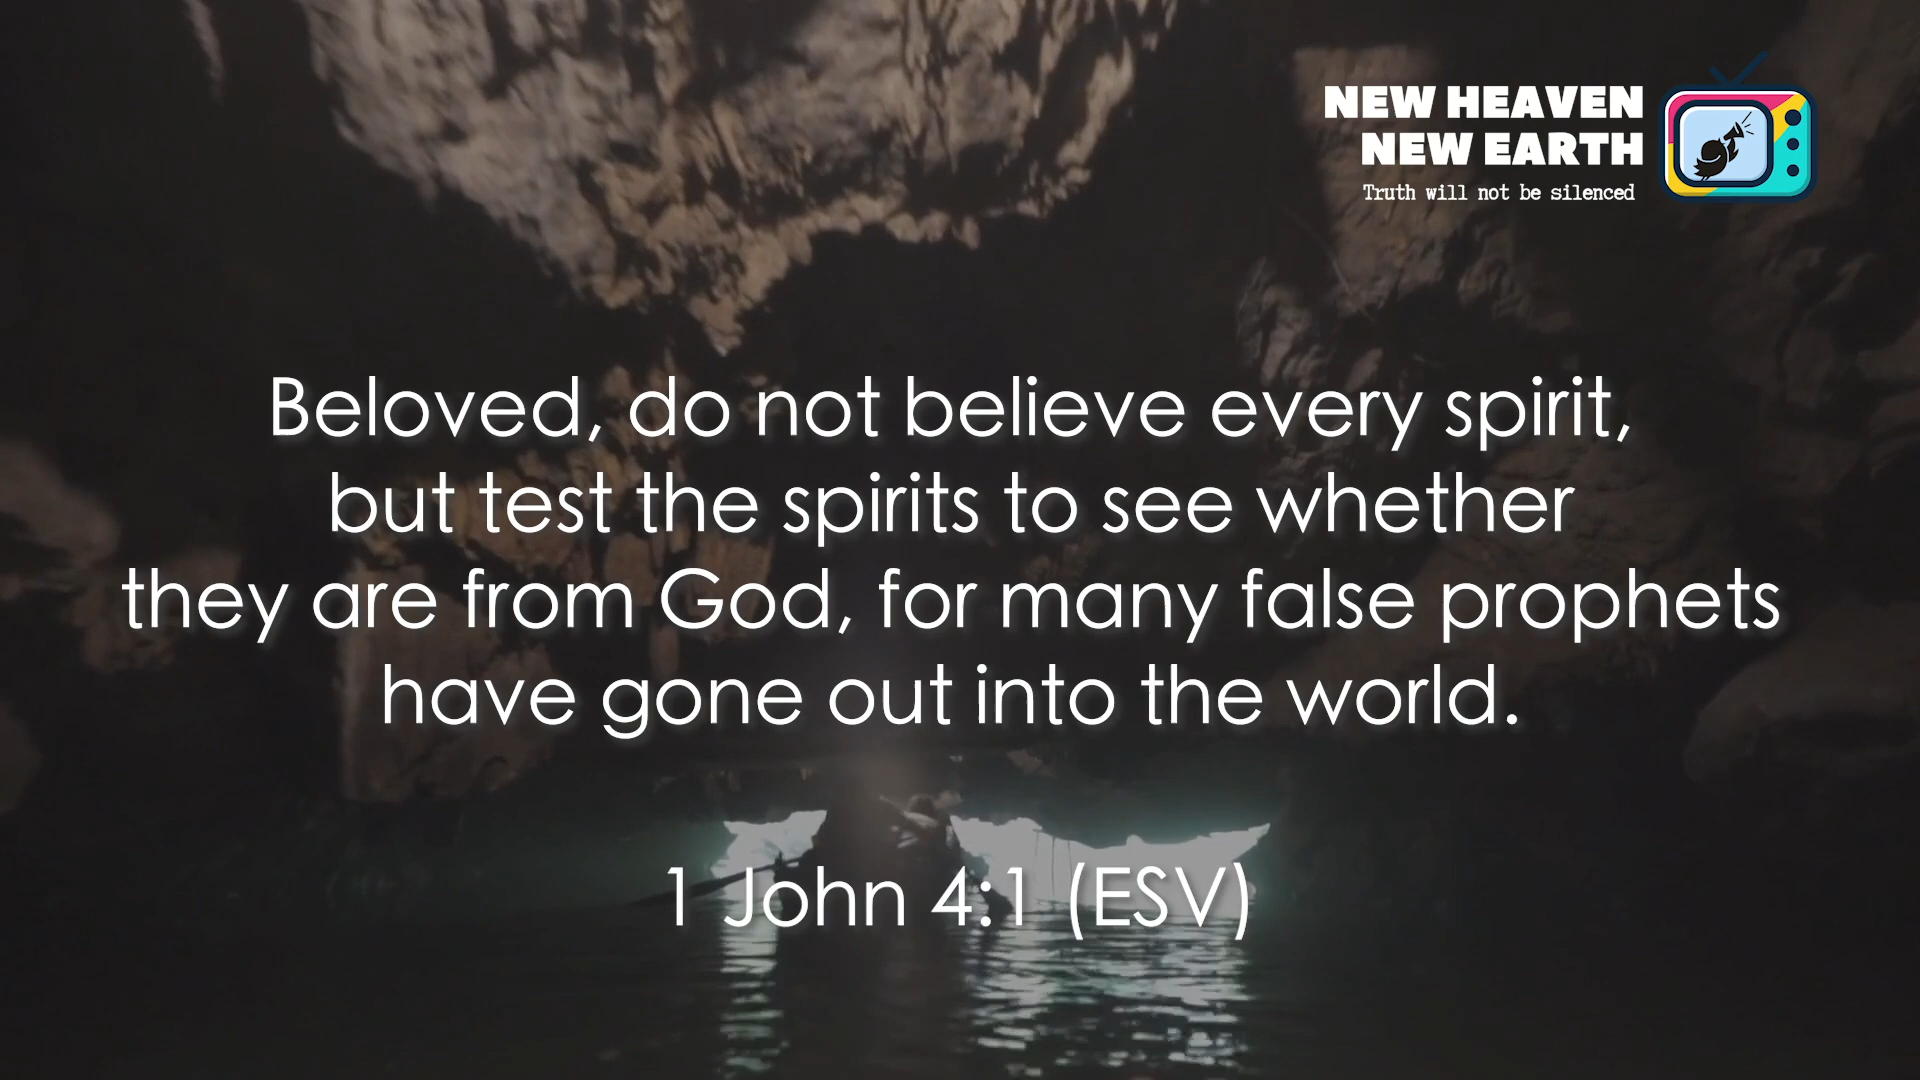 NEW HEAVEN
NEW EARTH
Truth will not be silenced
Beloved, do not believe every spirit,
but test the spirits to see whether
they are from God, for many false prophets
have gone out into the world.
1 John 4:1 (ESV)